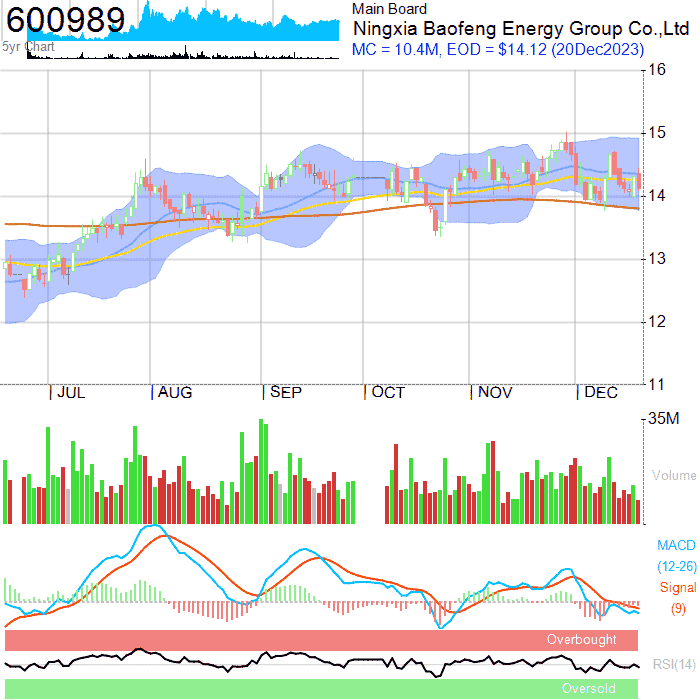 600989
5yr Chart
Main Board
Ningxia Baofeng Energy Group Co.,Ltd
MC = 10.4M, EOD = $14.12 (20Dec2023)
16
15
14
13
12
11
JUL AUG SEP OCT NOV DEC
35M
Volume
MACD
(12-26)
Signal
(9)
Overbought
RSI(14)
Oversold